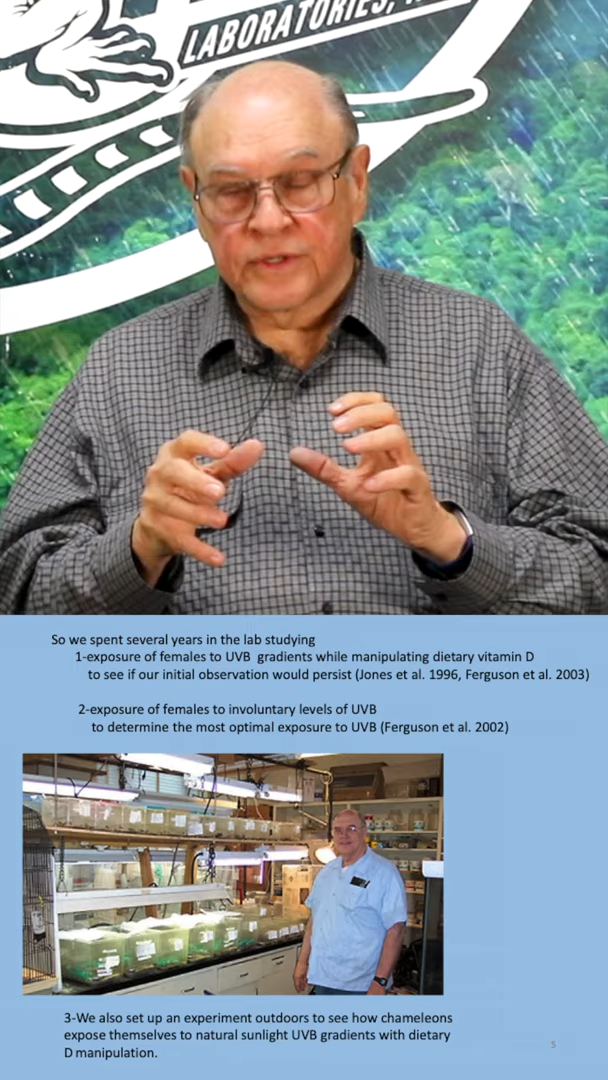 LABORATORIES,
So we spent several years in the lab studying
1-exposure of females to UVB gradients while manipulating dietary vitamin D
to see if our initial observation would persist (Jones et al. 1996, Ferguson et al. 2003)
2-exposure of females to involuntary levels of UVB
to determine the most optimal exposure to UVB (Ferguson et al. 2002)
3-We also set up an experiment outdoors to see how chameleons
expose themselves to natural sunlight UVB gradients with dietary
D manipulation.
5